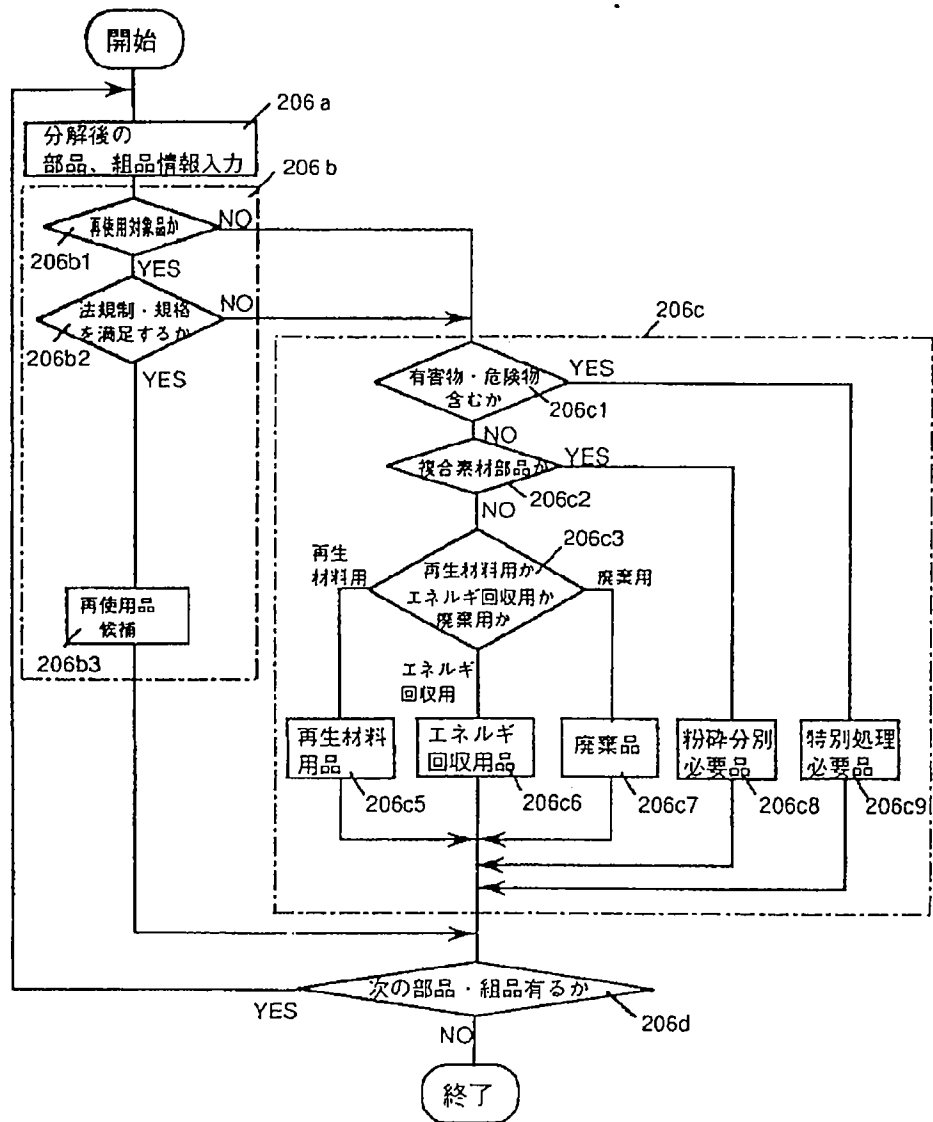 開始
206a
分解後の
部品、組品情報入力
206b
再使用対象品か
NO
206b1
YES
法規制・規格
を満足するか
NO
206b2
YES
206c
有害物・危険物
含むか
YES
206c1
NO
複合素材部品か
YES
206c2
NO
206c3
再生
材料用
再生材料用か
エネルギ回収用か
廃棄用か
廃棄用
再使用品
候補
206b3
エネルギ
回収用
再生材料
用品
エネルギ
回収用品
廃棄品
粉砕分別
必要品
特別処理
必要品
206c5
206c6
206c7
206c8
206c9
次の部品・組品有るか
YES
206d
NO
終了